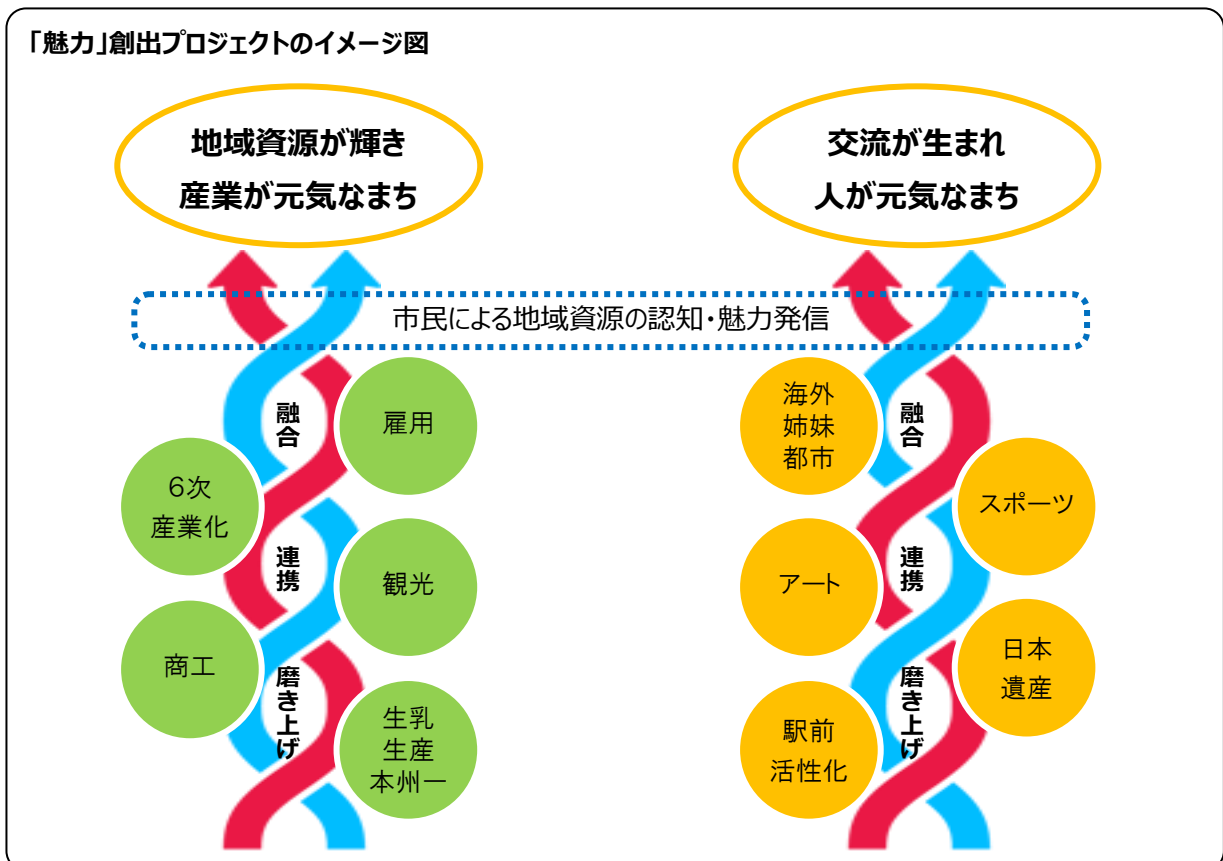 「魅力」創出プロジェクトのイメージ図
地域資源が輝き
産業が元気なまち
交流が生まれ
人が元気なまち
市民による地域資源の認知・魅力発信
融合
雇用
6次
産業化
連携
観光
商工
磨き上げ
生乳
生産
本州一
海外
姉妹
都市
融合
スポーツ
アート
連携
日本
遺産
磨き上げ
駅前
活性化